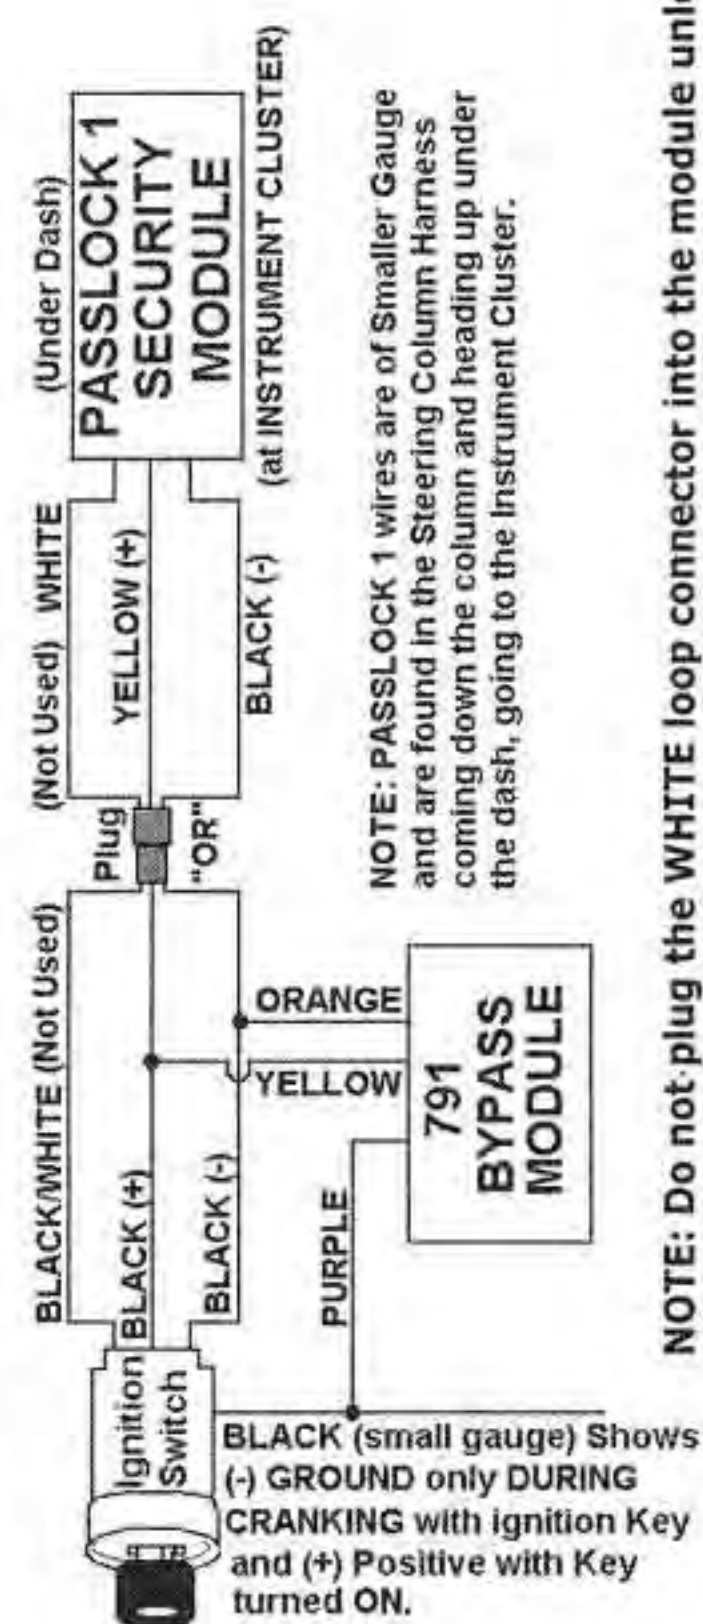 (Under Dash)
PASSLOCK 1
SECURITY
MODULE
(at INSTRUMENT CLUSTER)
(Not Used) WHITE
YELLOW (+)
BLACK (-)
Plug
"OR"
BLACK/WHITE (Not Used)
BLACK (+)
BLACK (-)
ORANGE
YELLOW
PURPLE
791
BYPASS
MODULE
Ignition
Switch
BLACK (small gauge) Shows
(-) GROUND only DURING
CRANKING with ignition Key
and (+) Positive with Key
turned ON.
NOTE: PASSLOCK 1 wires are of Smaller Gauge
and are found in the Steering Column Harness
coming down the column and heading up under
the dash, going to the Instrument Cluster.
NOTE: Do not plug the WHITE loop connector into the module